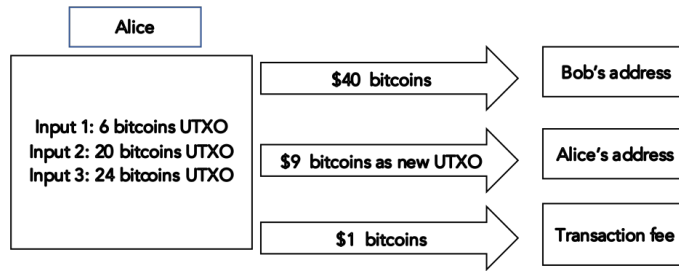 Alice
Input 1: 6 bitcoins UTXO
Input 2: 20 bitcoins UTXO
Input 3: 24 bitcoins UTXO
$40 bitcoins
Bob's address
$9 bitcoins as new UTXO
Alice's address
$1 bitcoins
Transaction fee